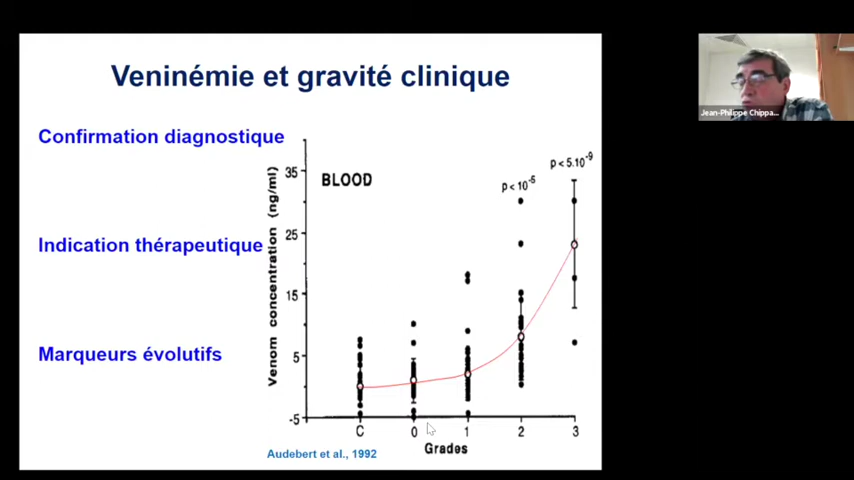 Veninémie et gravité clinique
Confirmation diagnostique
Indication thérapeutique
Marqueurs évolutifs
BLOOD
p < 10-5
p < 5.10-9
Venom concentration (ng/ml)
35
25
15
5
-5
C
0
1
2
3
Grades
Audebert et al., 1992
Jean-Philippe Chippa...